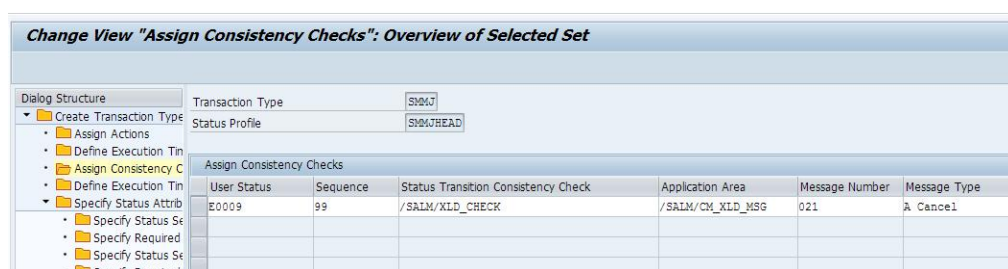 Change View "Assign Consistency Checks": Overview of Selected Set
Dialog Structure
Create Transaction Type
Assign Actions
Define Execution Tim
Assign Consistency C
Define Execution Tim
Specify Status Attrib
Specify Status Se
Specify Required
Specify Status Se
Transaction Type SMMJ
Status Profile SMMJHEAD
Assign Consistency Checks
User Status Sequence Status Transition Consistency Check Application Area Message Number Message Type
E0009 99 /SALM/XLD_CHECK /SALM/CM_XLD_MSG 021 A Cancel